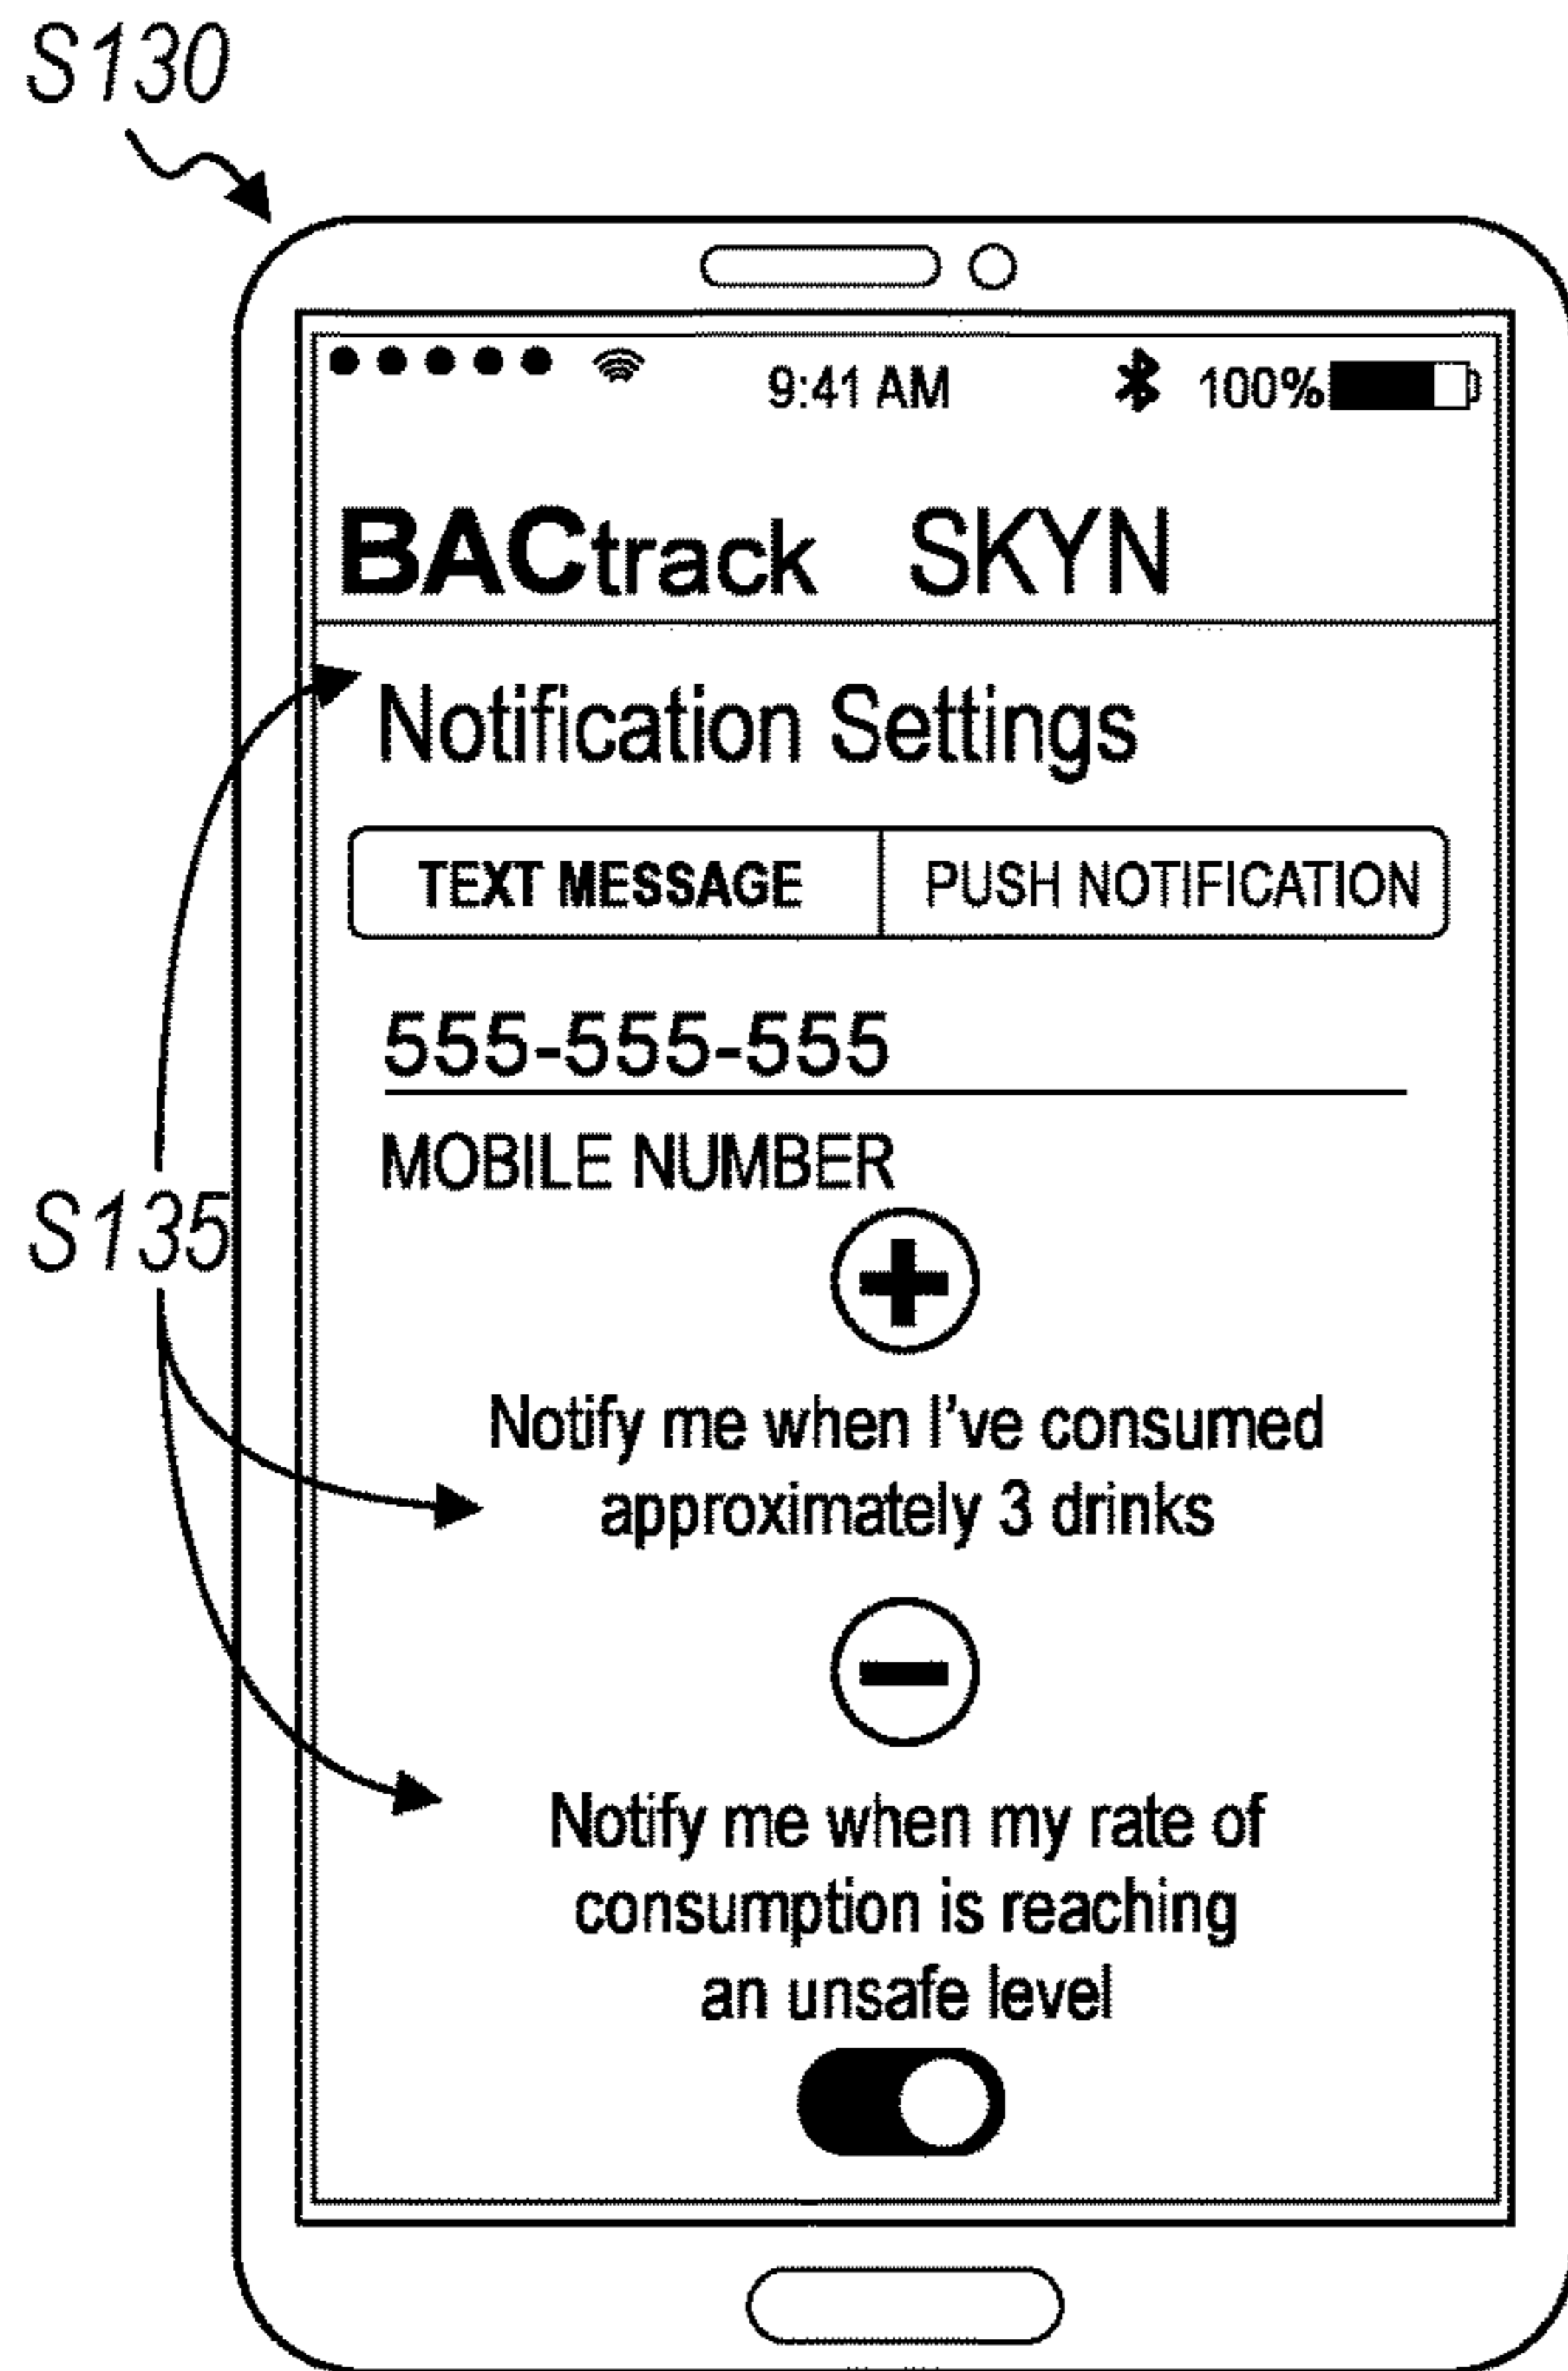 S130
9:41 AM 100%
BACtrack SKYN
Notification Settings
TEXT MESSAGE PUSH NOTIFICATION
555-555-555
MOBILE NUMBER
S135
Notify me when I've consumed
approximately 3 drinks
Notify me when my rate of
consumption is reaching
an unsafe level